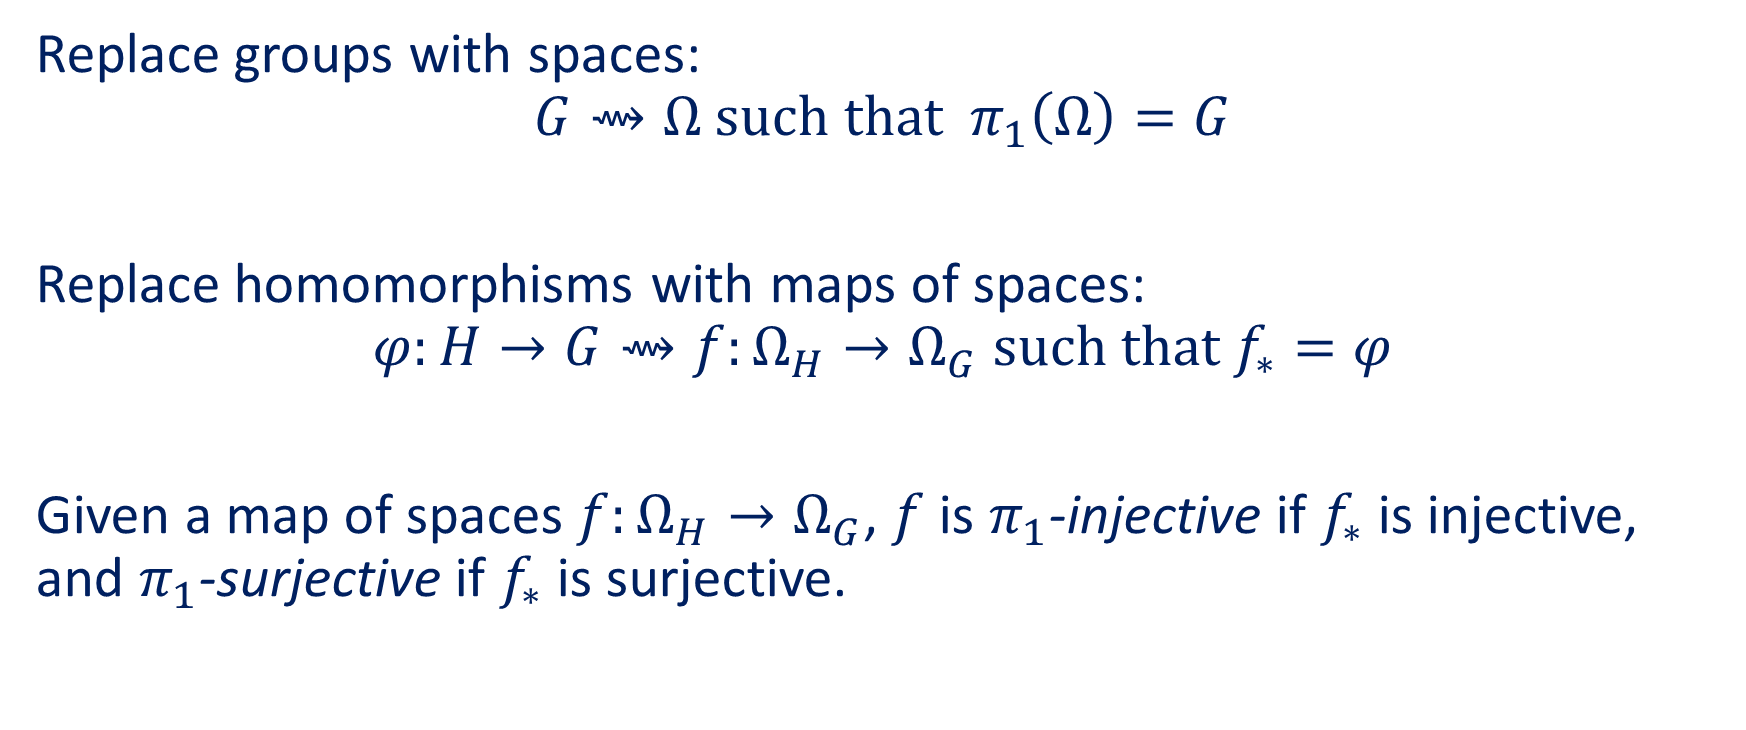 Replace groups with spaces:
G ⇝ Ω such that π₁(Ω) = G
Replace homomorphisms with maps of spaces:
φ: H → G ⇝ f: Ω_H → Ω_G such that f_* = φ
Given a map of spaces f: Ω_H → Ω_G, f is π₁-injective if f_* is injective,
and π₁-surjective if f_* is surjective.